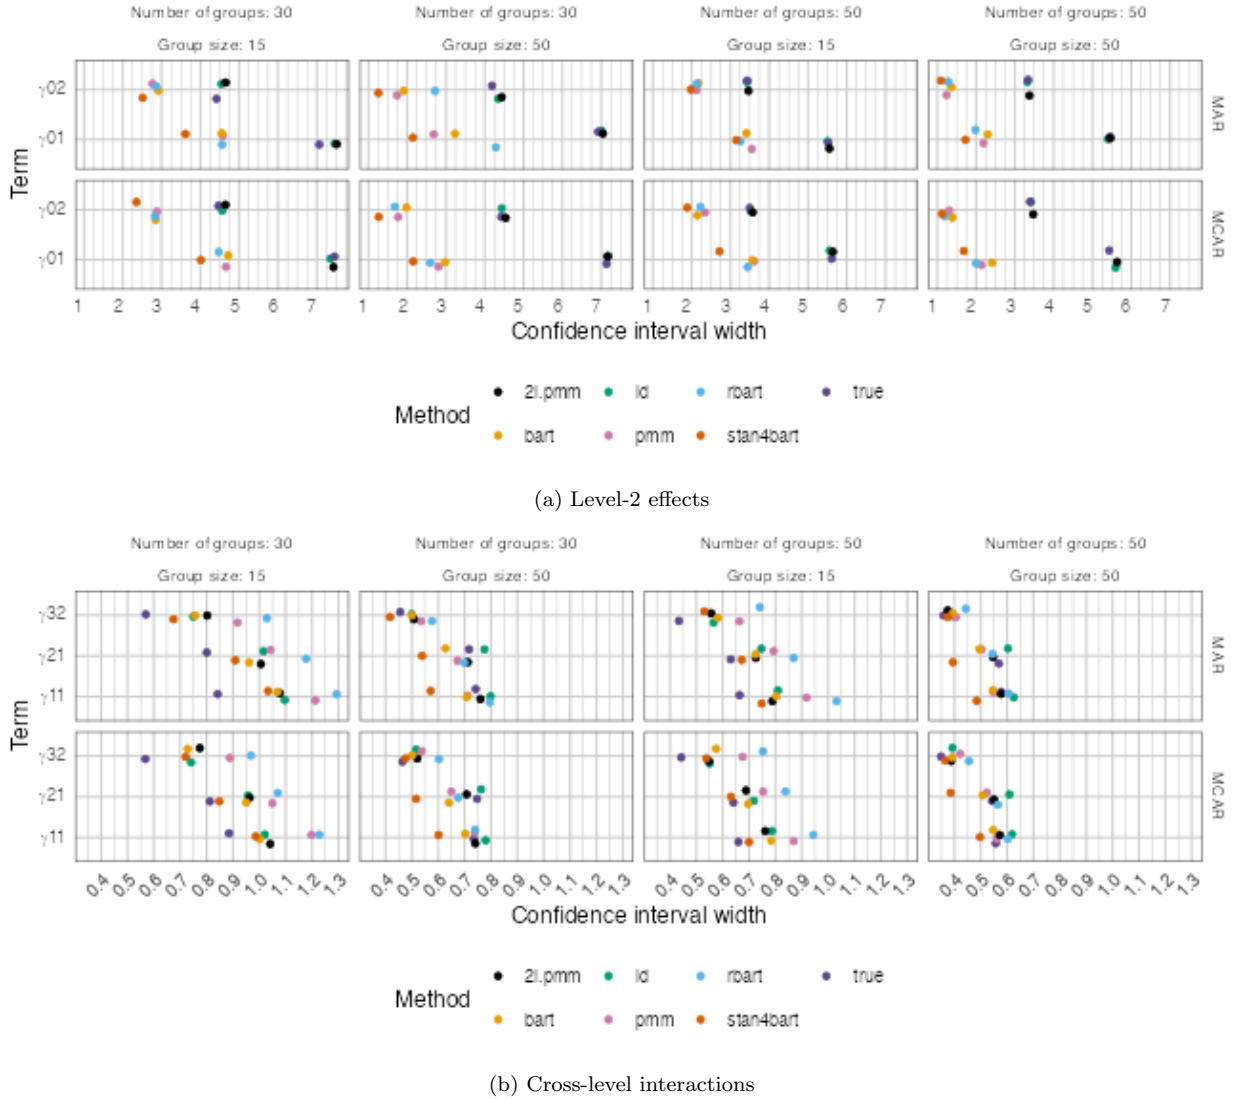 Number of groups: 30 Number of groups: 30 Number of groups: 50 Number of groups: 50
Group size: 15 Group size: 50 Group size: 15 Group size: 50
γ02
γ01
MAR
Term
γ02
γ01
MCAR
1 2 3 4 5 6 7 1 2 3 4 5 6 7 1 2 3 4 5 6 7 1 2 3 4 5 6 7
Confidence interval width
Method
2l.pmm ld rbart true
bart pmm stan4bart
(a) Level-2 effects
Number of groups: 30 Number of groups: 30 Number of groups: 50 Number of groups: 50
Group size: 15 Group size: 50 Group size: 15 Group size: 50
γ32
γ21
γ11
MAR
Term
γ32
γ21
γ11
MCAR
0.4 0.5 0.6 0.7 0.8 0.9 1.0 1.1 1.2 1.3 0.4 0.5 0.6 0.7 0.8 0.9 1.0 1.1 1.2 1.3 0.4 0.5 0.6 0.7 0.8 0.9 1.0 1.1 1.2 1.3 0.4 0.5 0.6 0.7 0.8 0.9 1.0 1.1 1.2 1.3
Confidence interval width
Method
2l.pmm ld rbart true
bart pmm stan4bart
(b) Cross-level interactions